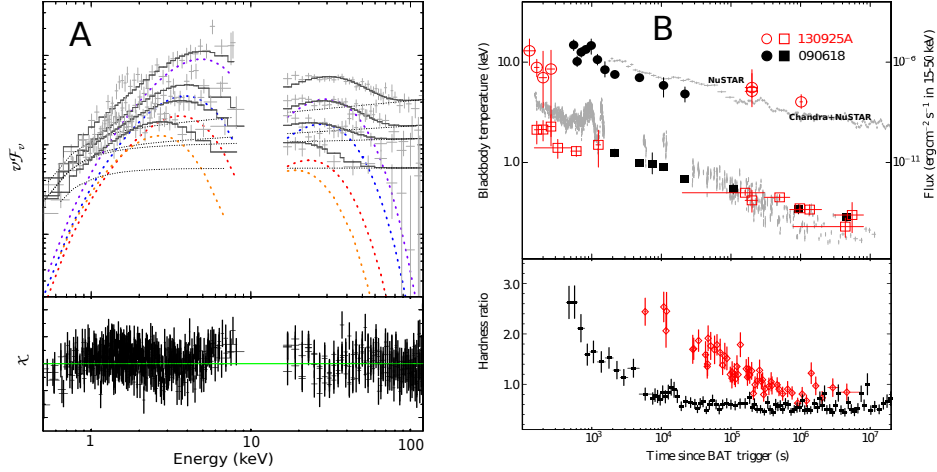 A
νℱν
χ
1
10
100
Energy (keV)
B
130925A
090618
NuSTAR
Chandra+NuSTAR
Blackbody temperature (keV)
10.0
1.0
10⁻⁶
10⁻¹¹
Flux (erg cm⁻² s⁻¹ in 15-50 keV)
Hardness ratio
3.0
2.0
1.0
10³
10⁴
10⁵
10⁶
10⁷
Time since BAT trigger (s)